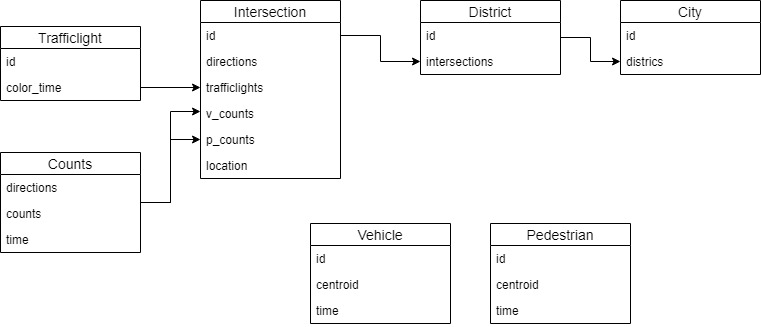 Trafficlight
id
color_time
Counts
directions
counts
time
Intersection
id
directions
trafficlights
v_counts
p_counts
location
District
id
intersections
City
id
districs
Vehicle
id
centroid
time
Pedestrian
id
centroid
time